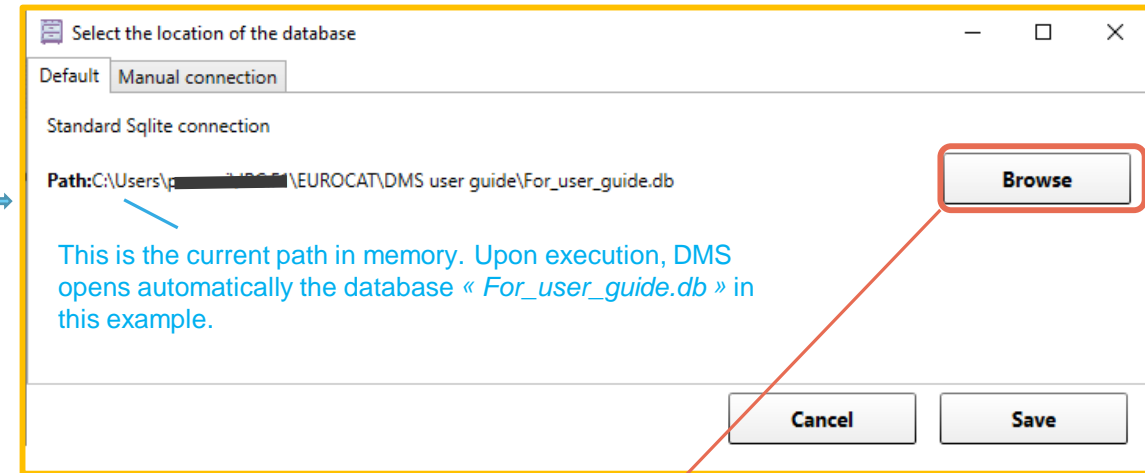 Select the location of the database
Default Manual connection
Standard Sqlite connection
Path:C:\Users\p \EUROCAT\DMS user guide\For_user_guide.db
Browse
This is the current path in memory. Upon execution, DMS
opens automatically the database « For_user_guide.db » in
this example.
Cancel Save